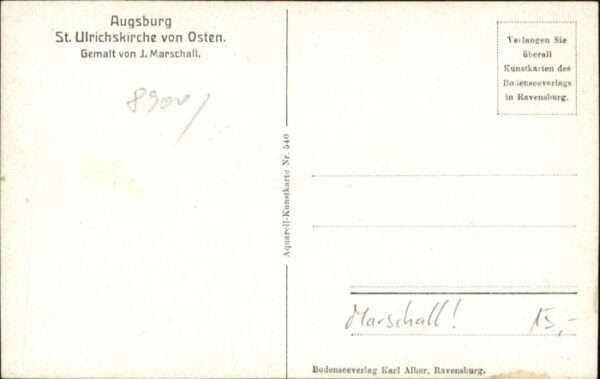 Augsburg
St. Ulrichskirche von Osten.
Gemalt von J. Marschall.
Verlangen Sie
überall
Kunstkarten des
Bodenseeverlags
in Ravensburg.
Aquarell-Kunstkarte Nr. 540
Marschall! 15,-
Bodenseeverlag Karl Alber, Ravensburg.